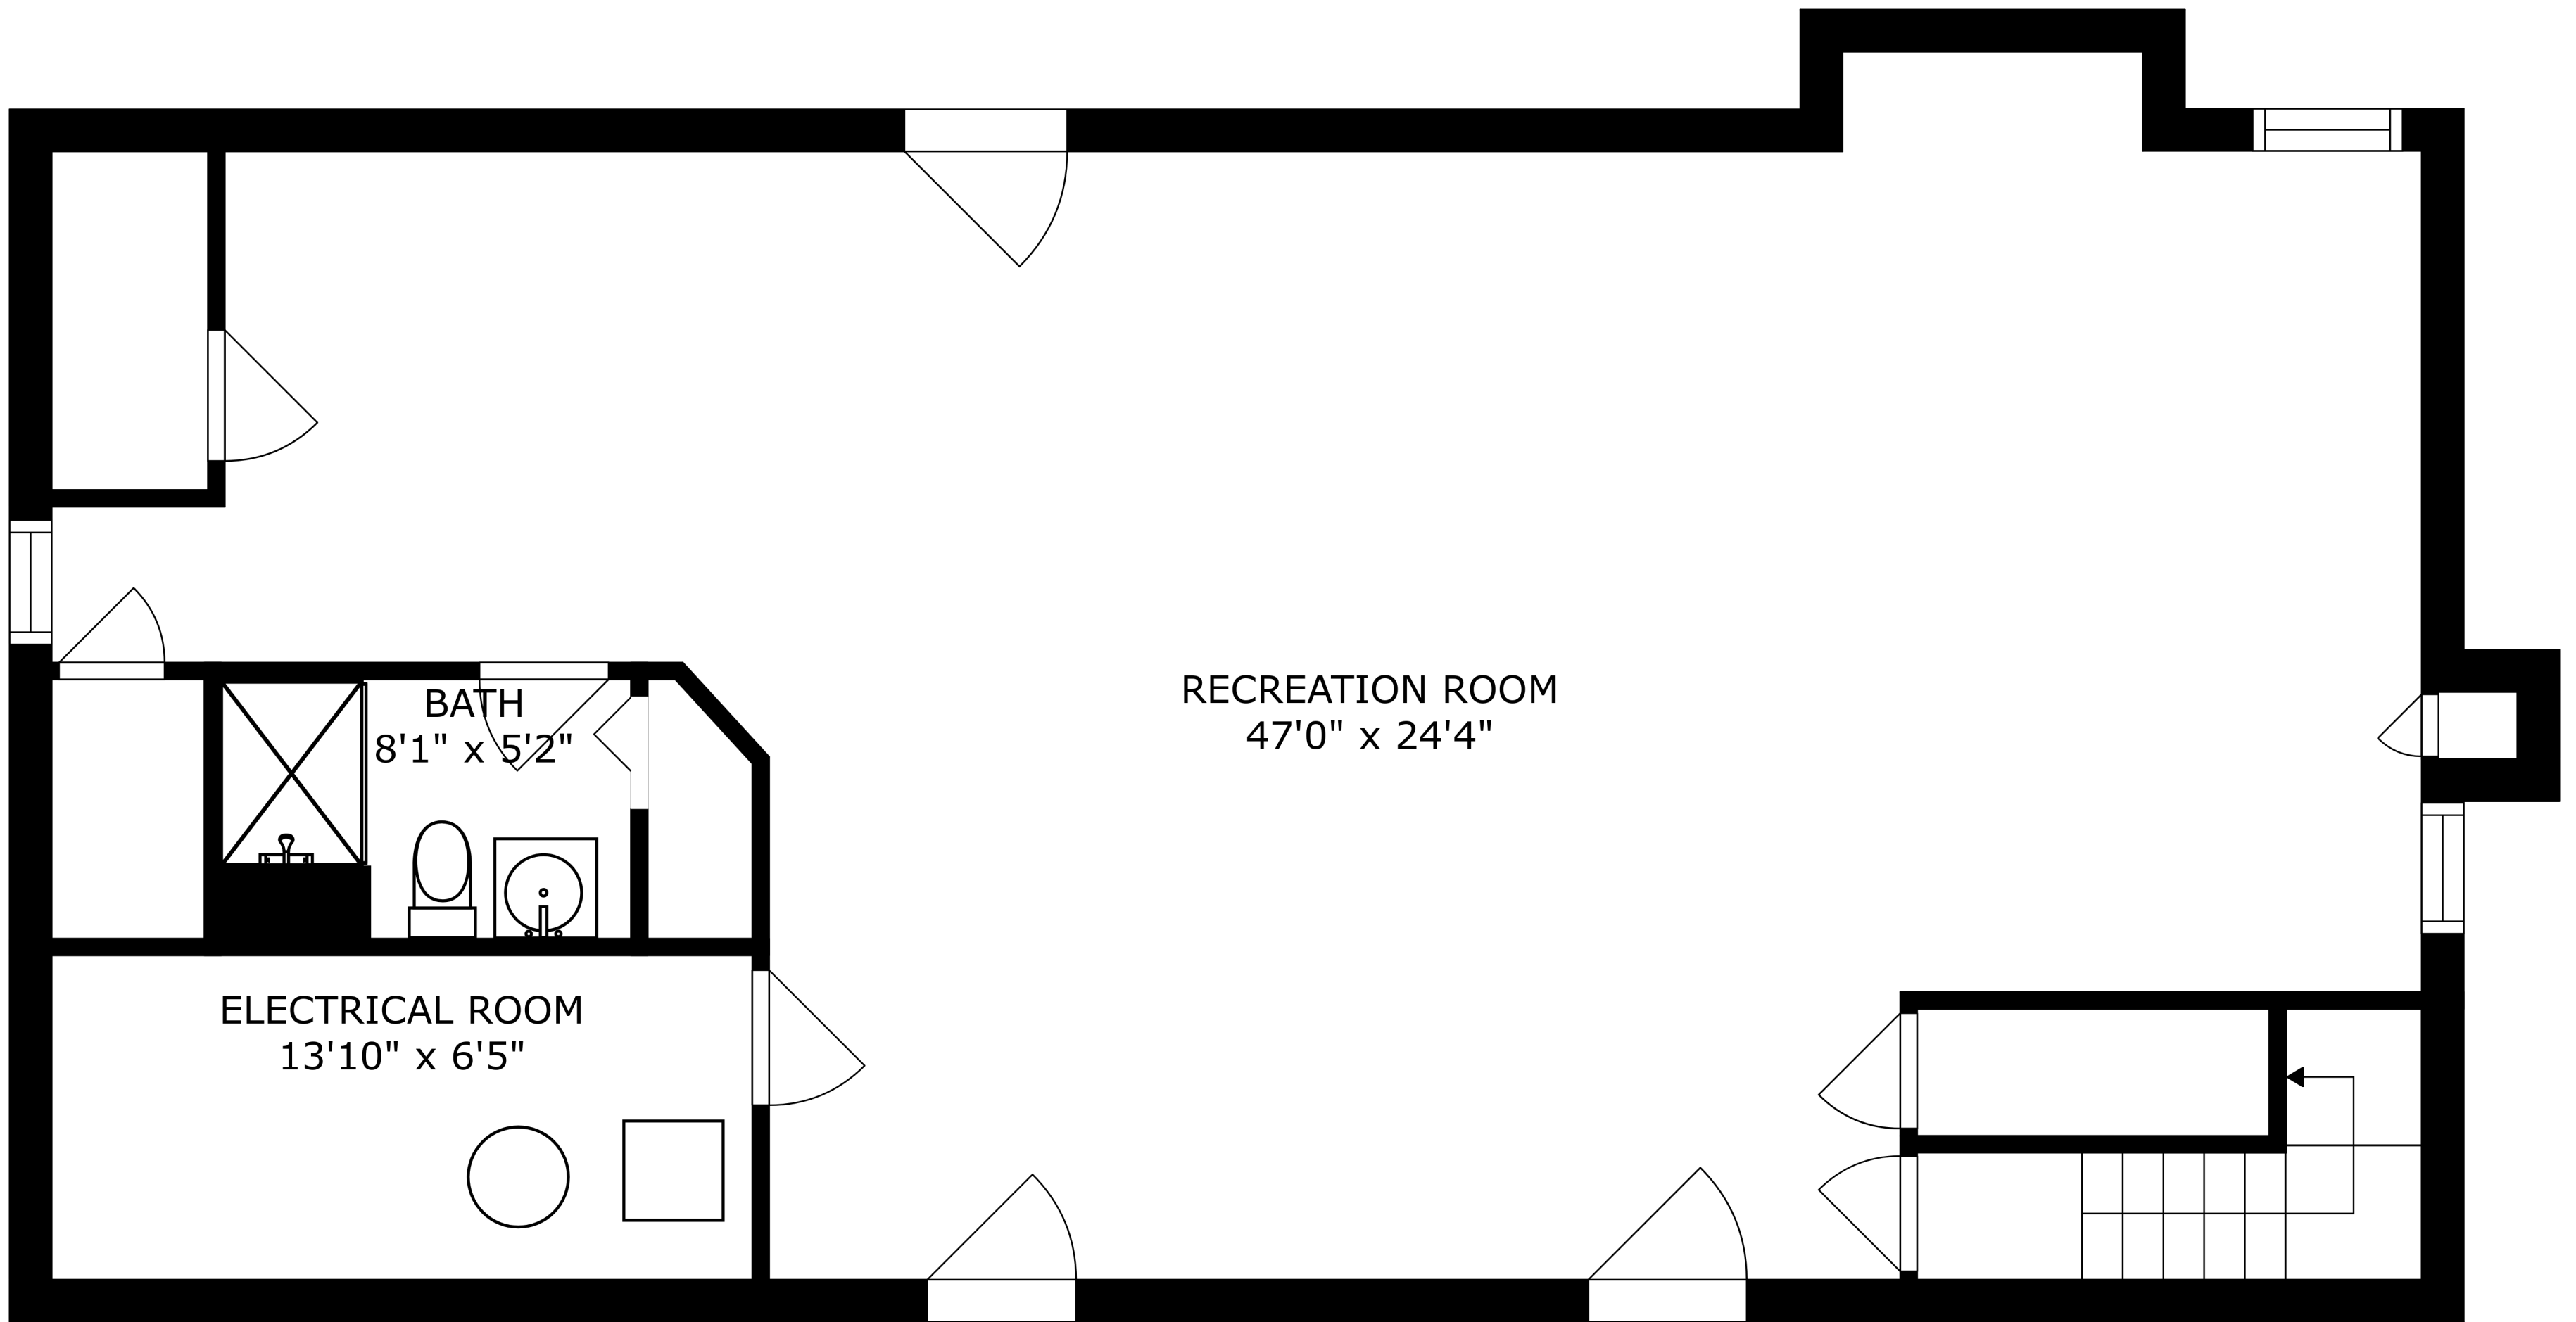 BATH
8'1" x 5'2"
RECREATION ROOM
47'0" x 24'4"
ELECTRICAL ROOM
13'10" x 6'5"